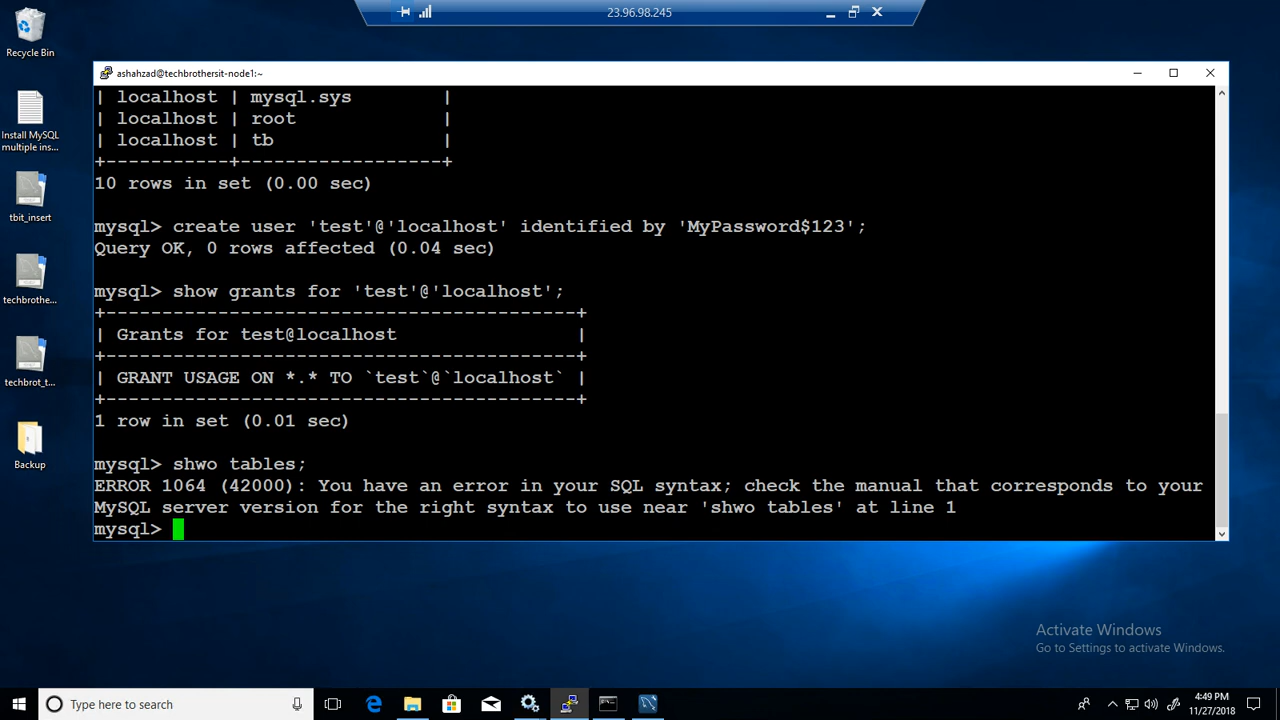 23.96.98.245
Recycle Bin
Install MySQL
multiple ins...
tbit_insert
techbrothe...
techbrot_t...
Backup
ashahzad@techbrothersit-node1:~
| localhost | mysql.sys        |
| localhost | root             |
| localhost | tb               |
+-----------+------------------+
10 rows in set (0.00 sec)
mysql> create user 'test'@'localhost' identified by 'MyPassword$123';
Query OK, 0 rows affected (0.04 sec)
mysql> show grants for 'test'@'localhost';
+------------------------------------------+
| Grants for test@localhost                |
+------------------------------------------+
| GRANT USAGE ON *.* TO `test`@`localhost` |
+------------------------------------------+
1 row in set (0.01 sec)
mysql> shwo tables;
ERROR 1064 (42000): You have an error in your SQL syntax; check the manual that corresponds to your
MySQL server version for the right syntax to use near 'shwo tables' at line 1
mysql>
Activate Windows
Go to Settings to activate Windows.
Type here to search
4:49 PM
11/27/2018